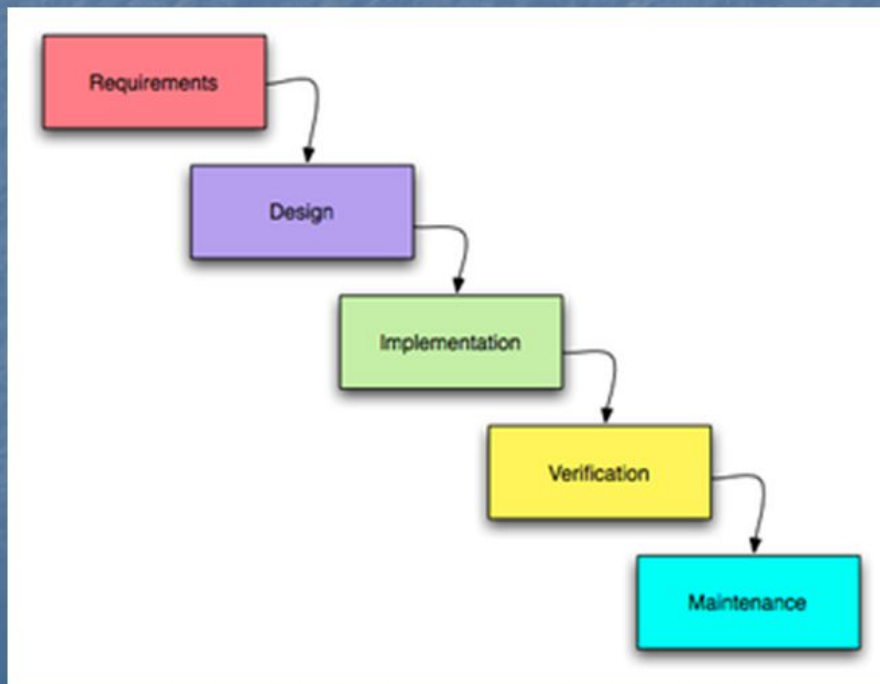 Requirements
Design
Implementation
Verification
Maintenance